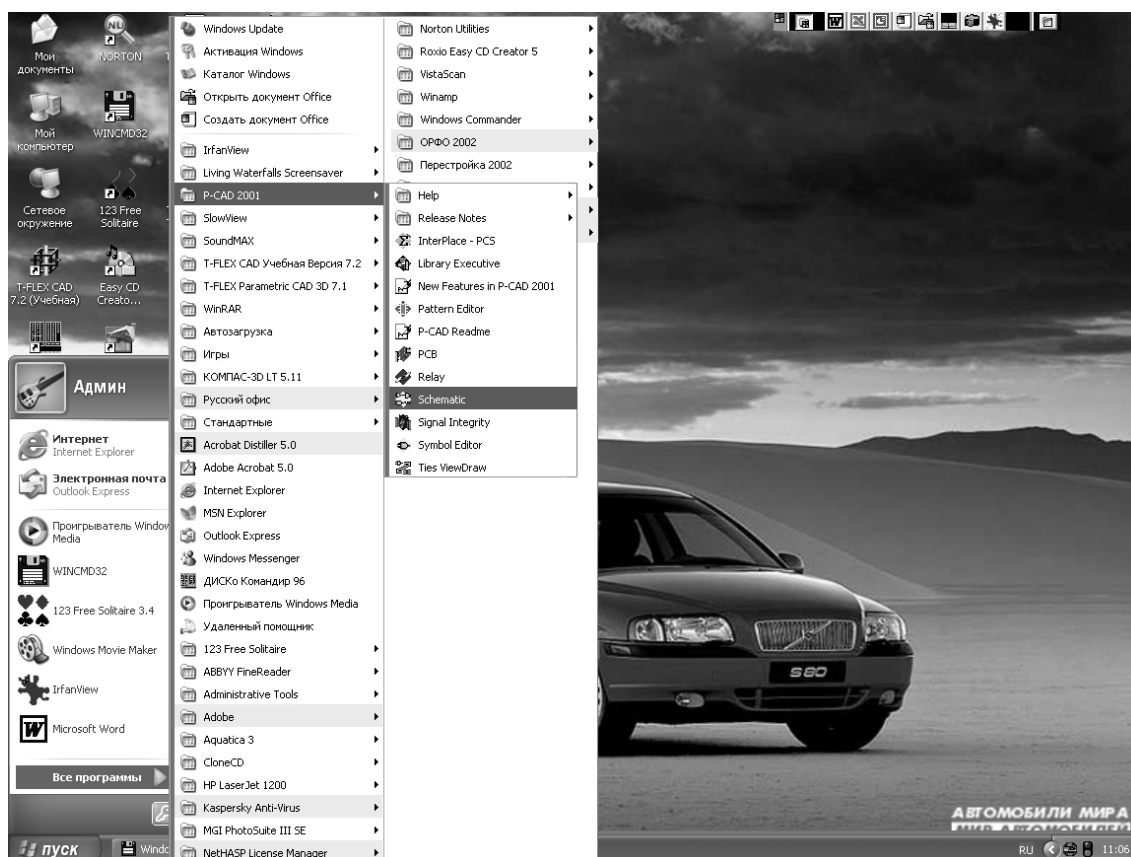 Мои
документы
NORTON
Мой
компьютер
WINCMD32
Сетевое
окружение
123 Free
Solitaire
T-FLEX CAD
7.2 (Учебная)
Easy CD
Creato...
Админ
Интернет
Internet Explorer
Электронная почта
Outlook Express
Проигрыватель Window
Media
WINCMD32
123 Free Solitaire 3.4
Windows Movie Maker
IrfanView
Microsoft Word
Все программы
Windows Update
Активация Windows
Каталог Windows
Открыть документ Office
Создать документ Office
IrfanView
Living Waterfalls Screensaver
P-CAD 2001
SlowView
SoundMAX
T-FLEX CAD Учебная Версия 7.2
T-FLEX Parametric CAD 3D 7.1
WinRAR
Автозагрузка
Игры
КОМПАС-3D LT 5.11
Русский офис
Стандартные
Acrobat Distiller 5.0
Adobe Acrobat 5.0
Internet Explorer
MSN Explorer
Outlook Express
Windows Messenger
ДИСКо Командир 96
Проигрыватель Windows Media
Удаленный помощник
123 Free Solitaire
ABBYY FineReader
Administrative Tools
Adobe
Aquatica 3
CloneCD
HP LaserJet 1200
Kaspersky Anti-Virus
MGI PhotoSuite III SE
NetHASP License Manager
Norton Utilities
Roxio Easy CD Creator 5
VistaScan
Winamp
Windows Commander
ОРФО 2002
Перестройка 2002
Help
Release Notes
InterPlace - PCS
Library Executive
New Features in P-CAD 2001
Pattern Editor
P-CAD Readme
PCB
Relay
Schematic
Signal Integrity
Symbol Editor
Ties ViewDraw
S80
АВТОМОБИЛИ МИРА
МИР АВТОМОБИЛЕЙ
пуск
Windc
RU
11:06